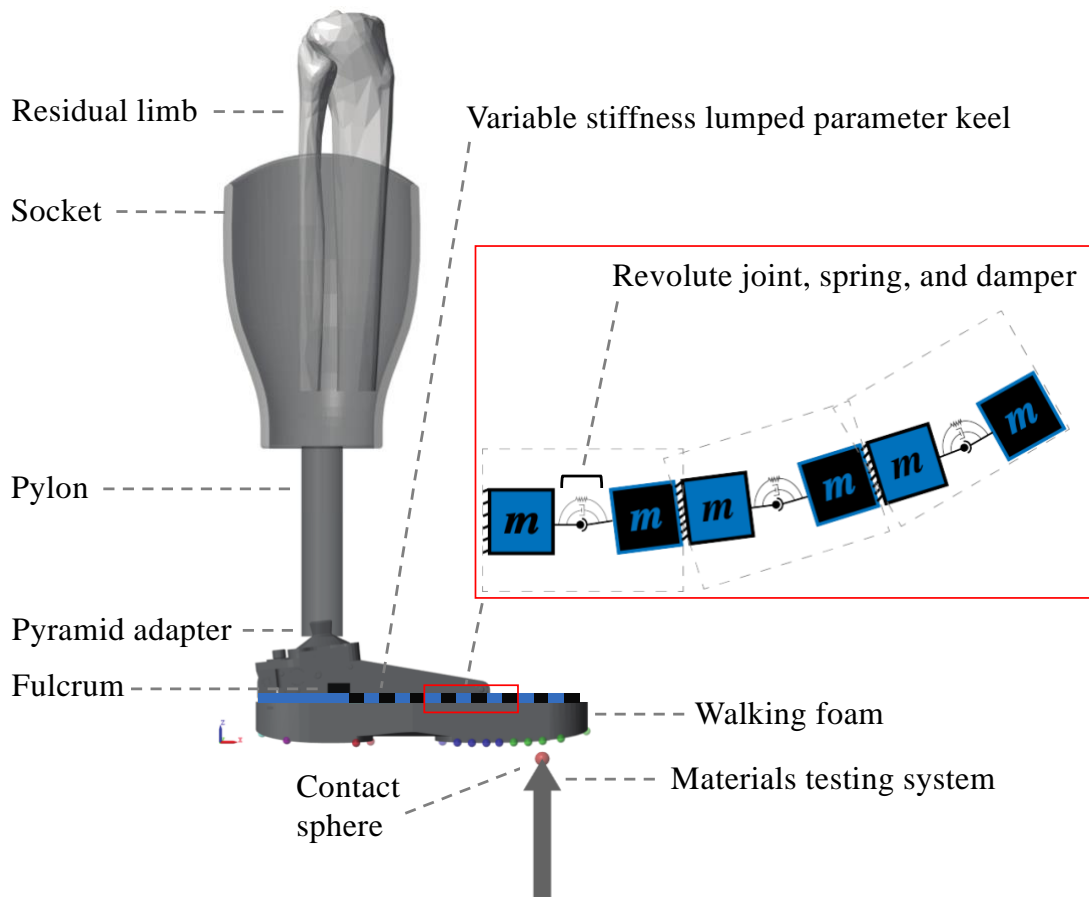 Residual limb
Variable stiffness lumped parameter keel
Socket
Revolute joint, spring, and damper
m
m
m
m
m
m
Pylon
Pyramid adapter
Fulcrum
Walking foam
z
x
Contact
sphere
Materials testing system